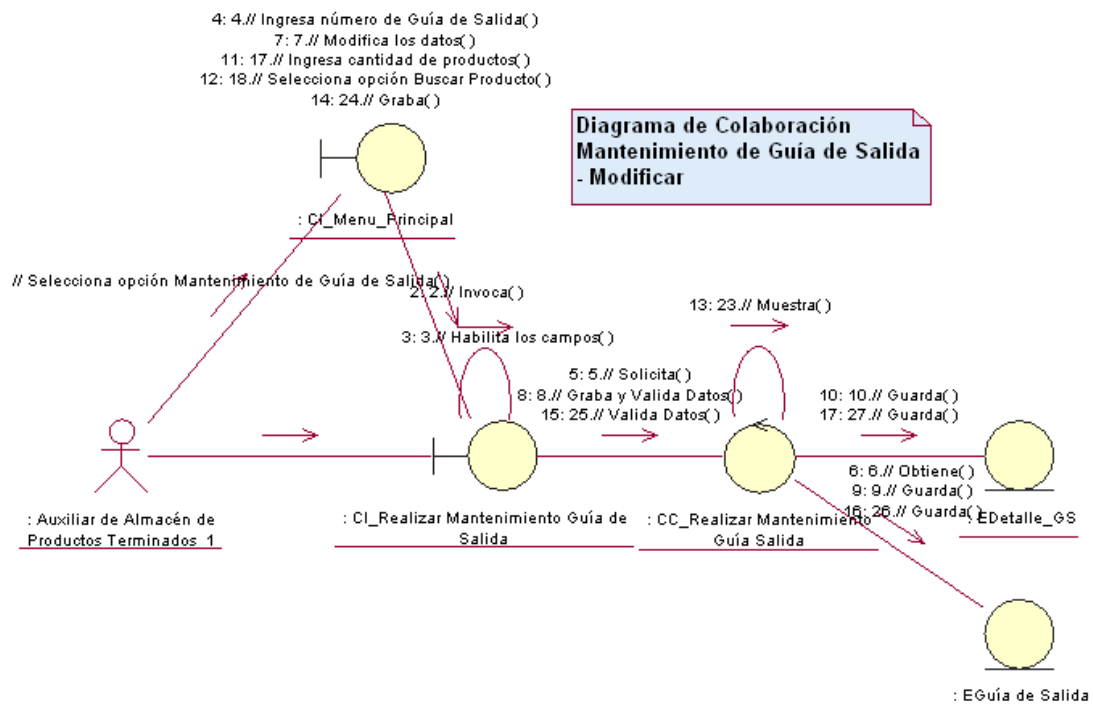 4: 4.// Ingresa número de Guía de Salida( )
7: 7.// Modifica los datos( )
11: 17.// Ingresa cantidad de productos( )
12: 18.// Selecciona opción Buscar Producto( )
14: 24.// Graba( )
Diagrama de Colaboración
Mantenimiento de Guía de Salida
- Modificar
: CI_Menu_Principal
// Selecciona opción Mantenimiento de Guía de Salida( )
2: 2.// Invoca( )
13: 23.// Muestra( )
3: 3.// Habilita los campos( )
5: 5.// Solicita( )
8: 8.// Graba y Valida Datos( )
15: 25.// Valida Datos( )
10: 10.// Guarda( )
17: 27.// Guarda( )
6: 6.// Obtiene( )
9: 9.// Guarda( )
16: 26.// Guarda( )
: Auxiliar de Almacén de
Productos Terminados_1
: CI_Realizar Mantenimiento Guía de
Salida
: CC_Realizar Mantenimiento
Guía Salida
: EDetalle_GS
: EGuía de Salida